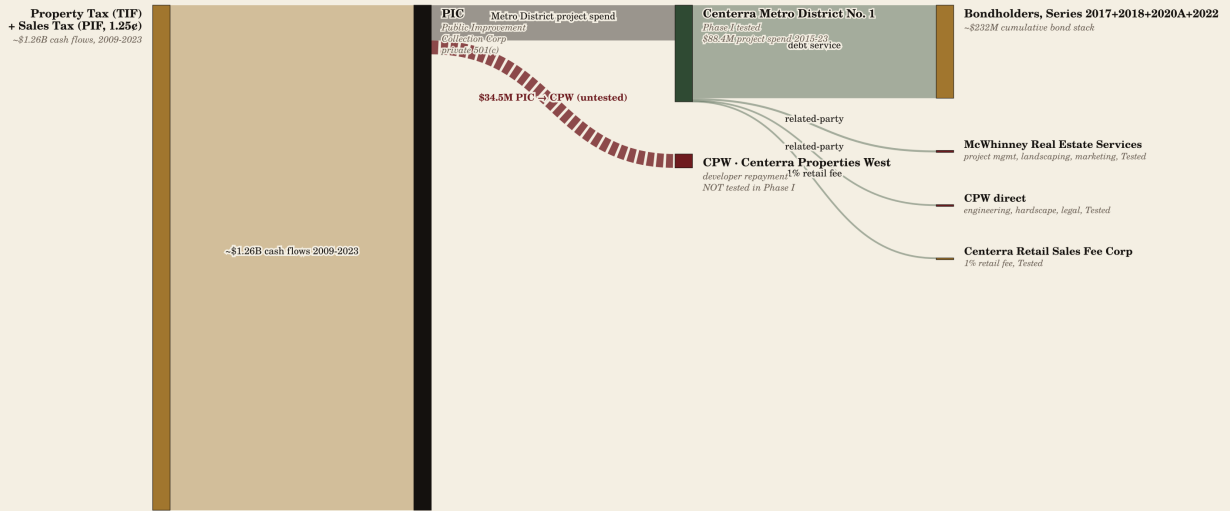 Property Tax (TIF)
+ Sales Tax (PIF, 1.25¢)
~$1.26B cash flows, 2009-2023
~$1.26B cash flows 2009-2023
PIC
Public Improvement
Collection Corp
private 501(c)
Metro District project spend
$34.5M PIC → CPW (untested)
Centerra Metro District No. 1
Phase I tested
$88.4M project spend 2015-23
debt service
related-party
related-party
1% retail fee
CPW · Centerra Properties West
developer repayment
NOT tested in Phase I
Bondholders, Series 2017+2018+2020A+2022
~$232M cumulative bond stack
McWhinney Real Estate Services
project mgmt, landscaping, marketing, Tested
CPW direct
engineering, hardscape, legal, Tested
Centerra Retail Sales Fee Corp
1% retail fee, Tested